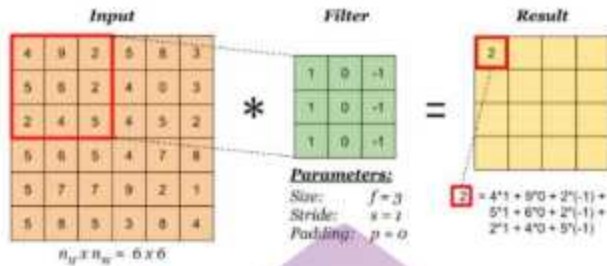 Input
Filter
Result
4 9 2 5 8 3
5 6 2 4 0 3
2 4 5 4 5 2
5 6 5 4 7 8
5 7 7 9 2 1
5 8 5 3 8 4
n_H x n_W = 6 x 6
*
1 0 -1
1 0 -1
1 0 -1
Parameters:
Size: f = 3
Stride: s = 1
Padding: p = 0
=
2
2 = 4*1 + 9*0 + 2*(-1) +
5*1 + 6*0 + 2*(-1) +
2*1 + 4*0 + 5*(-1)